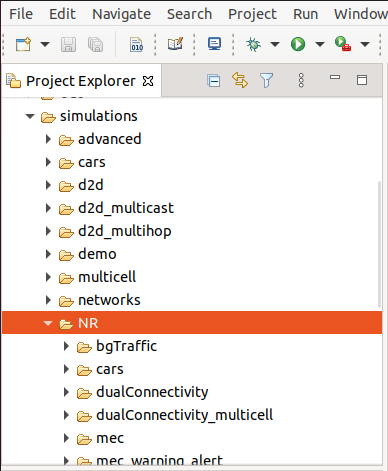 File Edit Navigate Search Project Run Window
010
Project Explorer
simulations
advanced
cars
d2d
d2d_multicast
d2d_multihop
demo
multicell
networks
NR
bgTraffic
cars
dualConnectivity
dualConnectivity_multicell
mec
mec_warning_alert